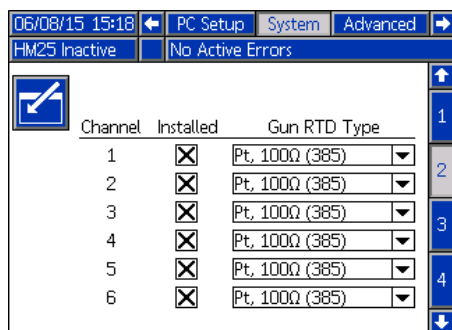 06/08/15 15:18 PC Setup System Advanced
HM25 Inactive No Active Errors
1
Channel Installed Gun RTD Type
1 Pt, 100Ω (385)
2 Pt, 100Ω (385)
2
3 Pt, 100Ω (385)
3
4 Pt, 100Ω (385)
5 Pt, 100Ω (385)
4
6 Pt, 100Ω (385)